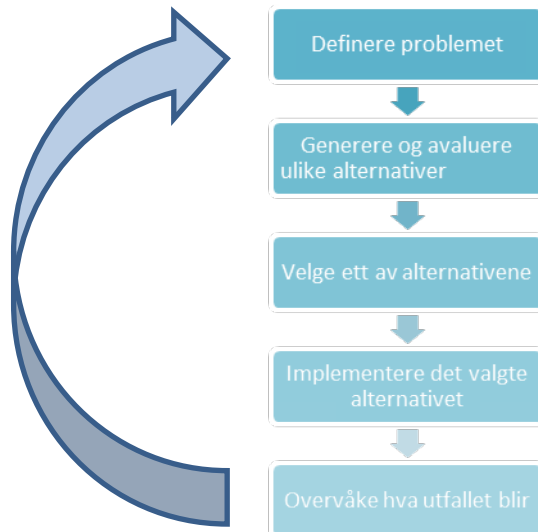 Definere problemet
Generere og avaluere
ulike alternativer
Velge ett av alternativene
Implementere det valgte
alternativet
Overvåke hva utfallet blir